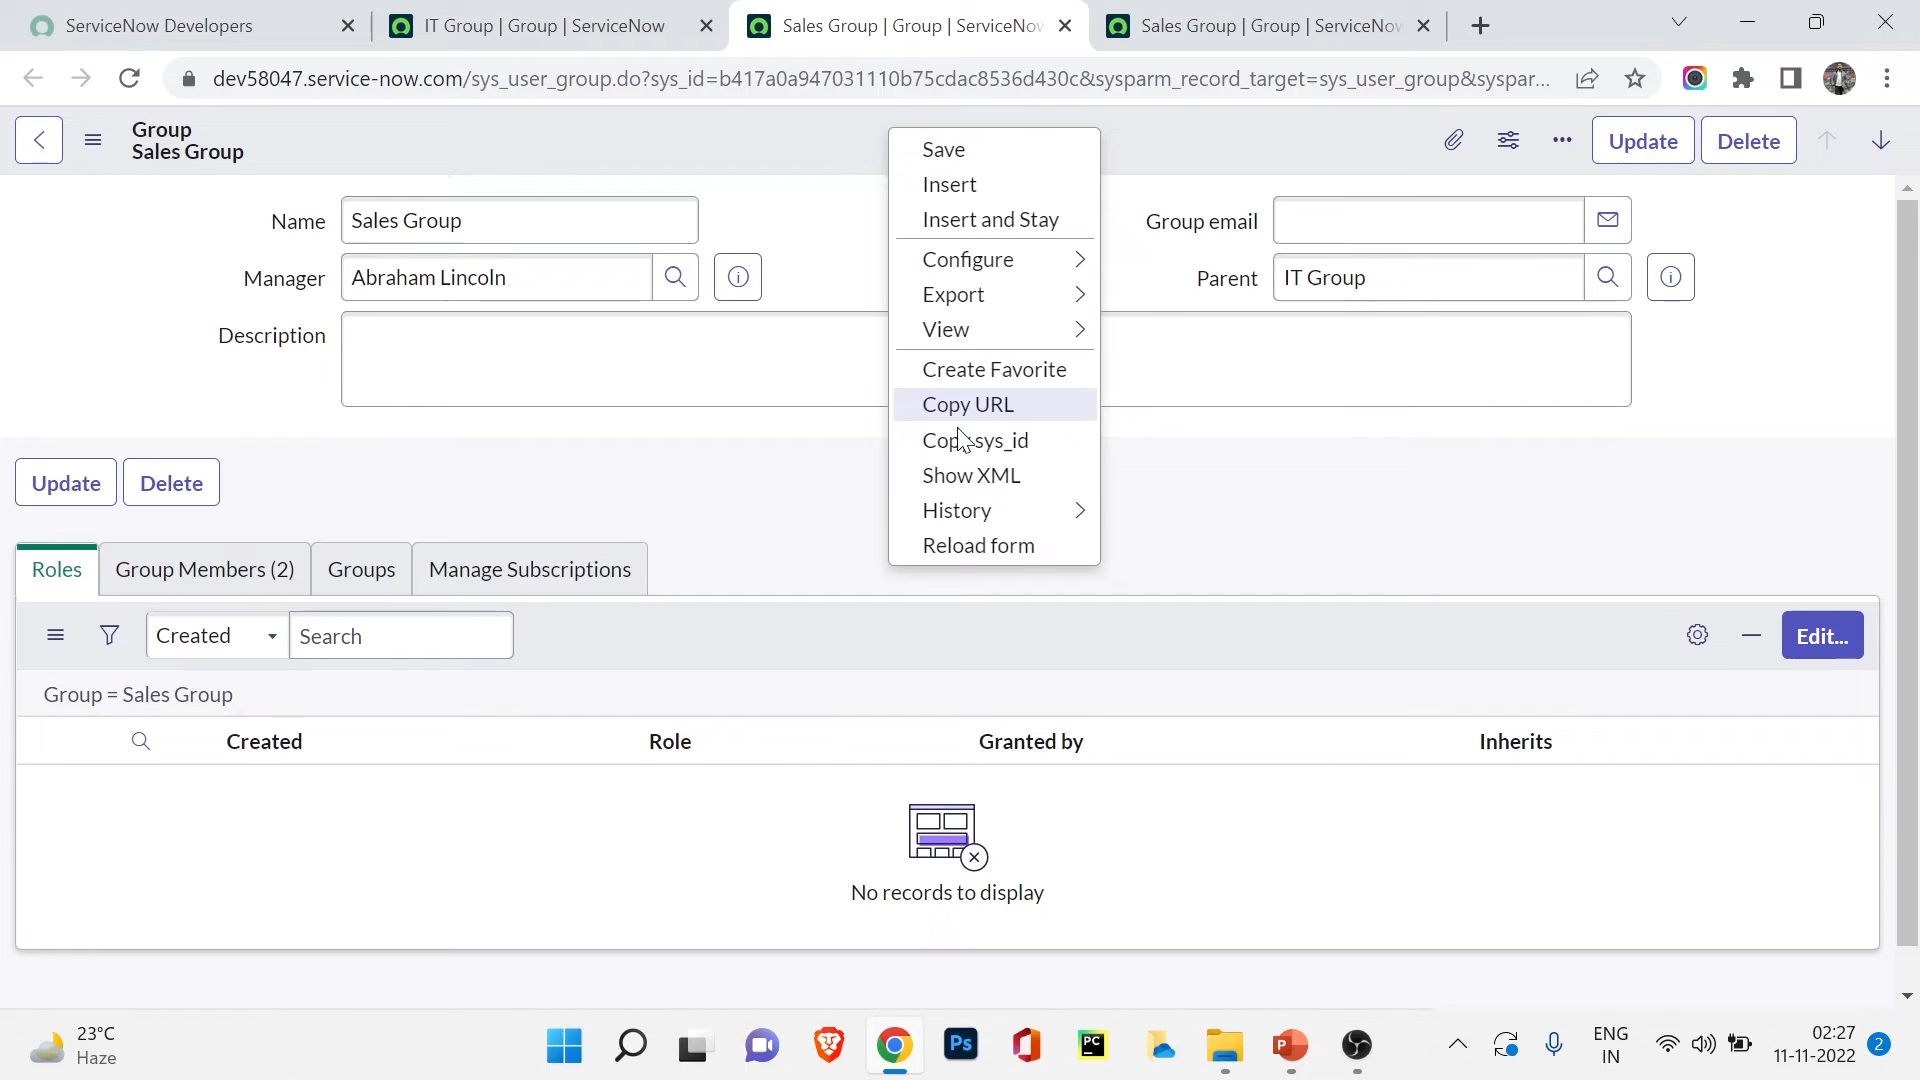 ServiceNow Developers
IT Group | Group | ServiceNow
Sales Group | Group | ServiceNow
Sales Group | Group | ServiceNow
dev58047.service-now.com/sys_user_group.do?sys_id=b417a0a947031110b75cdac8536d430c&sysparm_record_target=sys_user_group&syspar...
Group
Sales Group
Update
Delete
Save
Insert
Insert and Stay
Configure
Export
View
Create Favorite
Copy URL
Copy sys_id
Show XML
History
Reload form
Name
Sales Group
Group email
Manager
Abraham Lincoln
Parent
IT Group
Description
Update
Delete
Roles
Group Members (2)
Groups
Manage Subscriptions
Created
Search
Edit...
Group = Sales Group
Created
Role
Granted by
Inherits
No records to display
23°C
Haze
Ps
PC
P
ENG
IN
02:27
11-11-2022
2